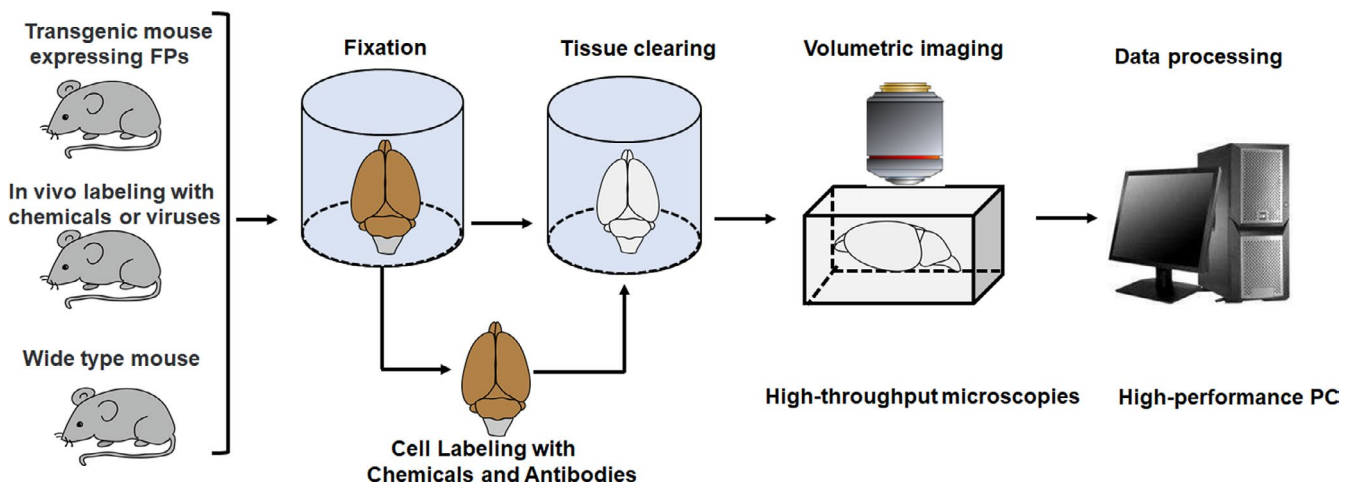 Transgenic mouse
expressing FPs
In vivo labeling with
chemicals or viruses
Wide type mouse
Fixation
Cell Labeling with
Chemicals and Antibodies
Tissue clearing
Volumetric imaging
High-throughput microscopies
Data processing
High-performance PC